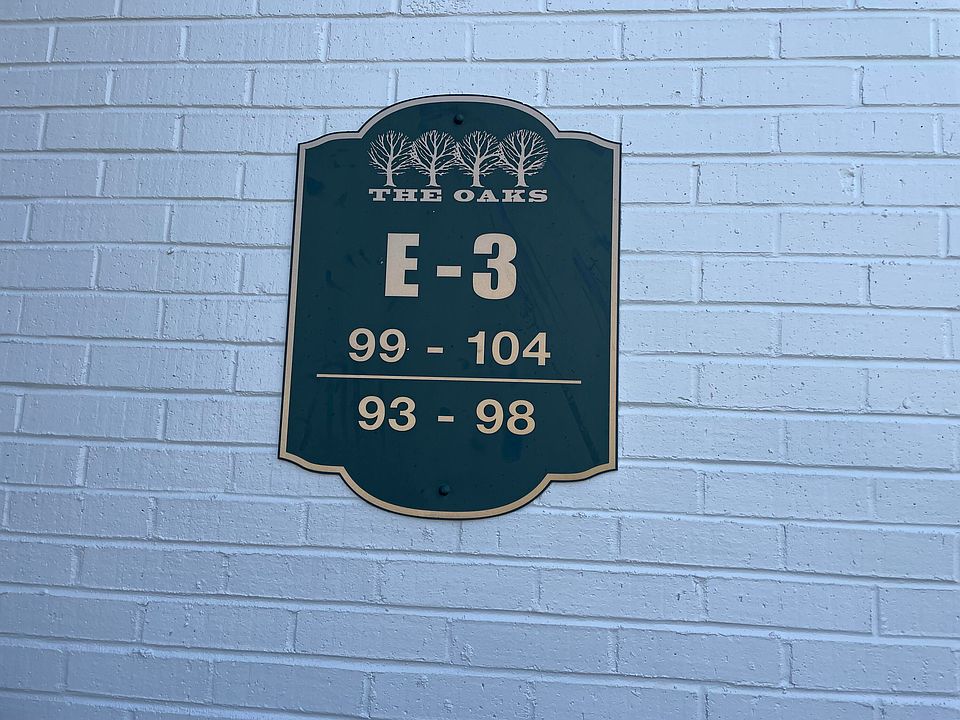 THE OAKS
E-3
99 - 104
93 - 98